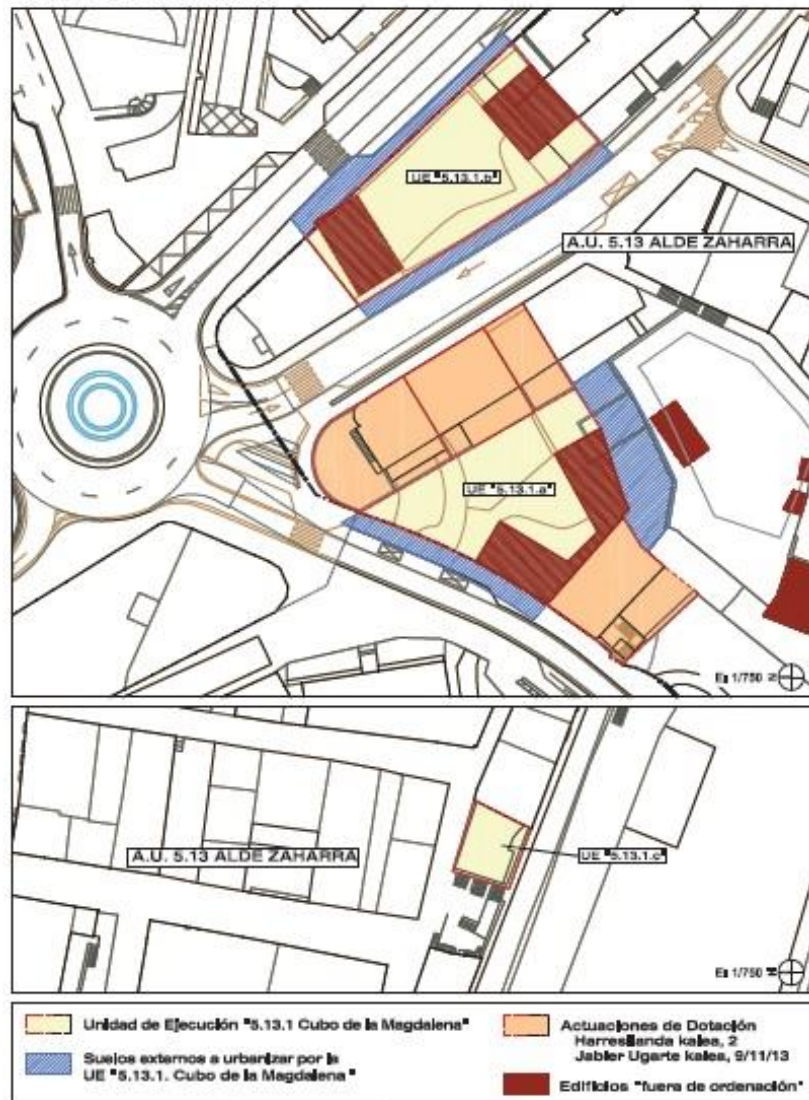 UE "5.13.1.b"
A.U. 5.13 ALDE ZAHARRA
UE "5.13.1.a"
Es 1/750 N
A.U. 5.13 ALDE ZAHARRA
UE "5.13.1.c"
Es 1/750 N
Unidad de Ejecución "5.13.1 Cubo de la Magdalena"
Suelos externos a urbanizar por la
UE "5.13.1. Cubo de la Magdalena"
Actuaciones de Dotación
Harresilanda kalea, 2
Jabier Ugarte kalea, 9/11/13
Edificios "fuera de ordenación"